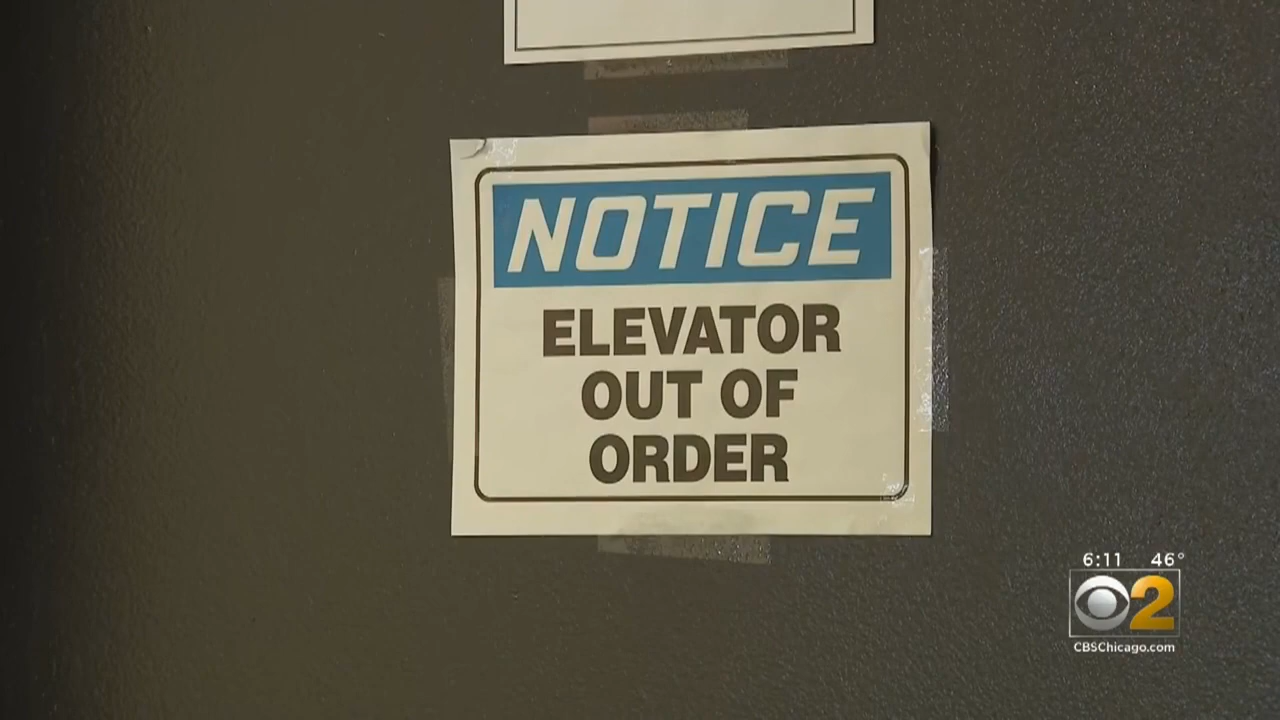 NOTICE
ELEVATOR
OUT OF
ORDER
6:11 46°
2
CBSChicago.com